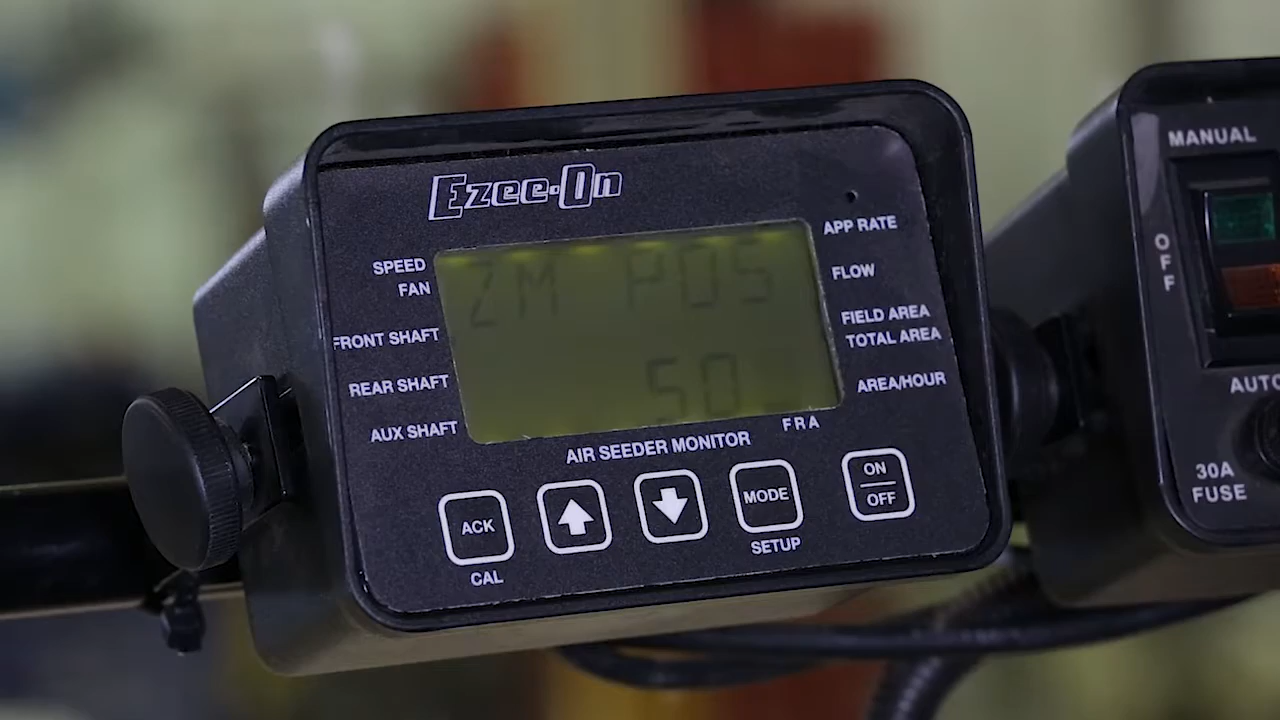 Ezee-On
SPEED
FAN
FRONT SHAFT
REAR SHAFT
AUX SHAFT
ZM POS
50
APP RATE
FLOW
FIELD AREA
TOTAL AREA
AREA/HOUR
FRA
AIR SEEDER MONITOR
ACK
MODE
ON
OFF
CAL
SETUP
MANUAL
OFF
AUTO
30A
FUSE